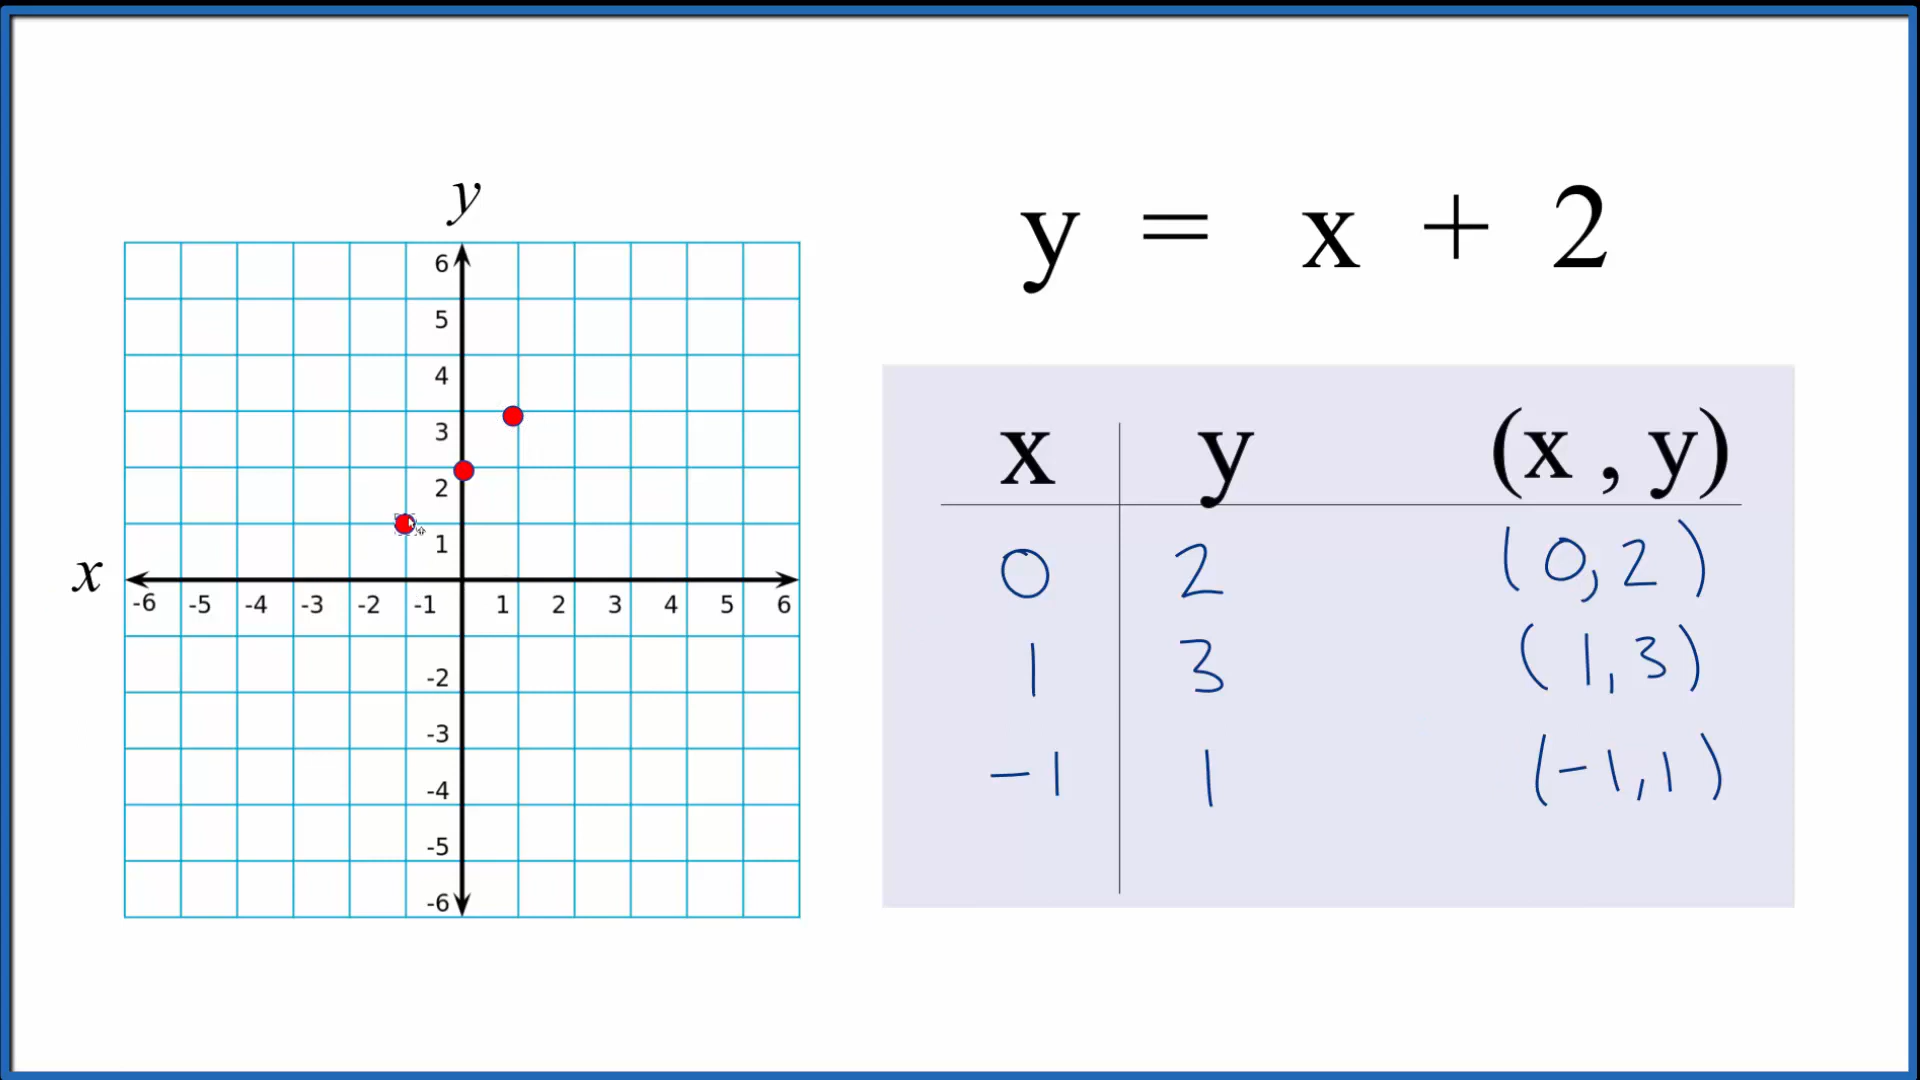 y
6
5
4
3
2
1
x
-6 -5 -4 -3 -2 -1 1 2 3 4 5 6
-2
-3
-4
-5
-6
y = x + 2
x y (x , y)
0 2 (0,2)
1 3 (1,3)
-1 1 (-1,1)